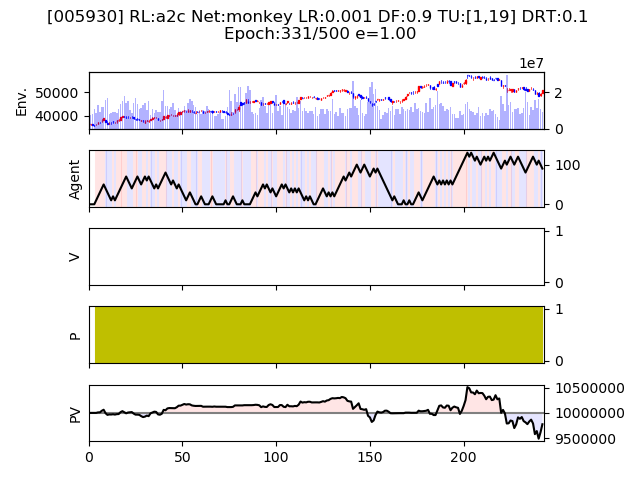 [005930] RL:a2c Net:monkey LR:0.001 DF:0.9 TU:[1,19] DRT:0.1
Epoch:331/500 e=1.00
1e7
Env.
50000
40000
2
0
Agent
100
0
V
1
0
P
1
0
PV
10500000
10000000
9500000
0 50 100 150 200